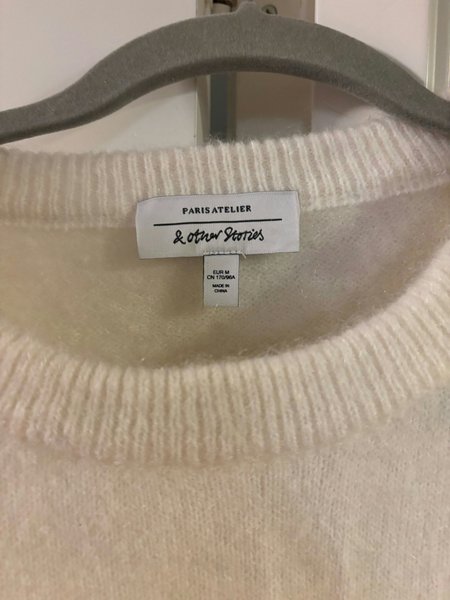 PARIS ATELIER
& other Stories
EUR M
CN 170/96A
MADE IN
CHINA